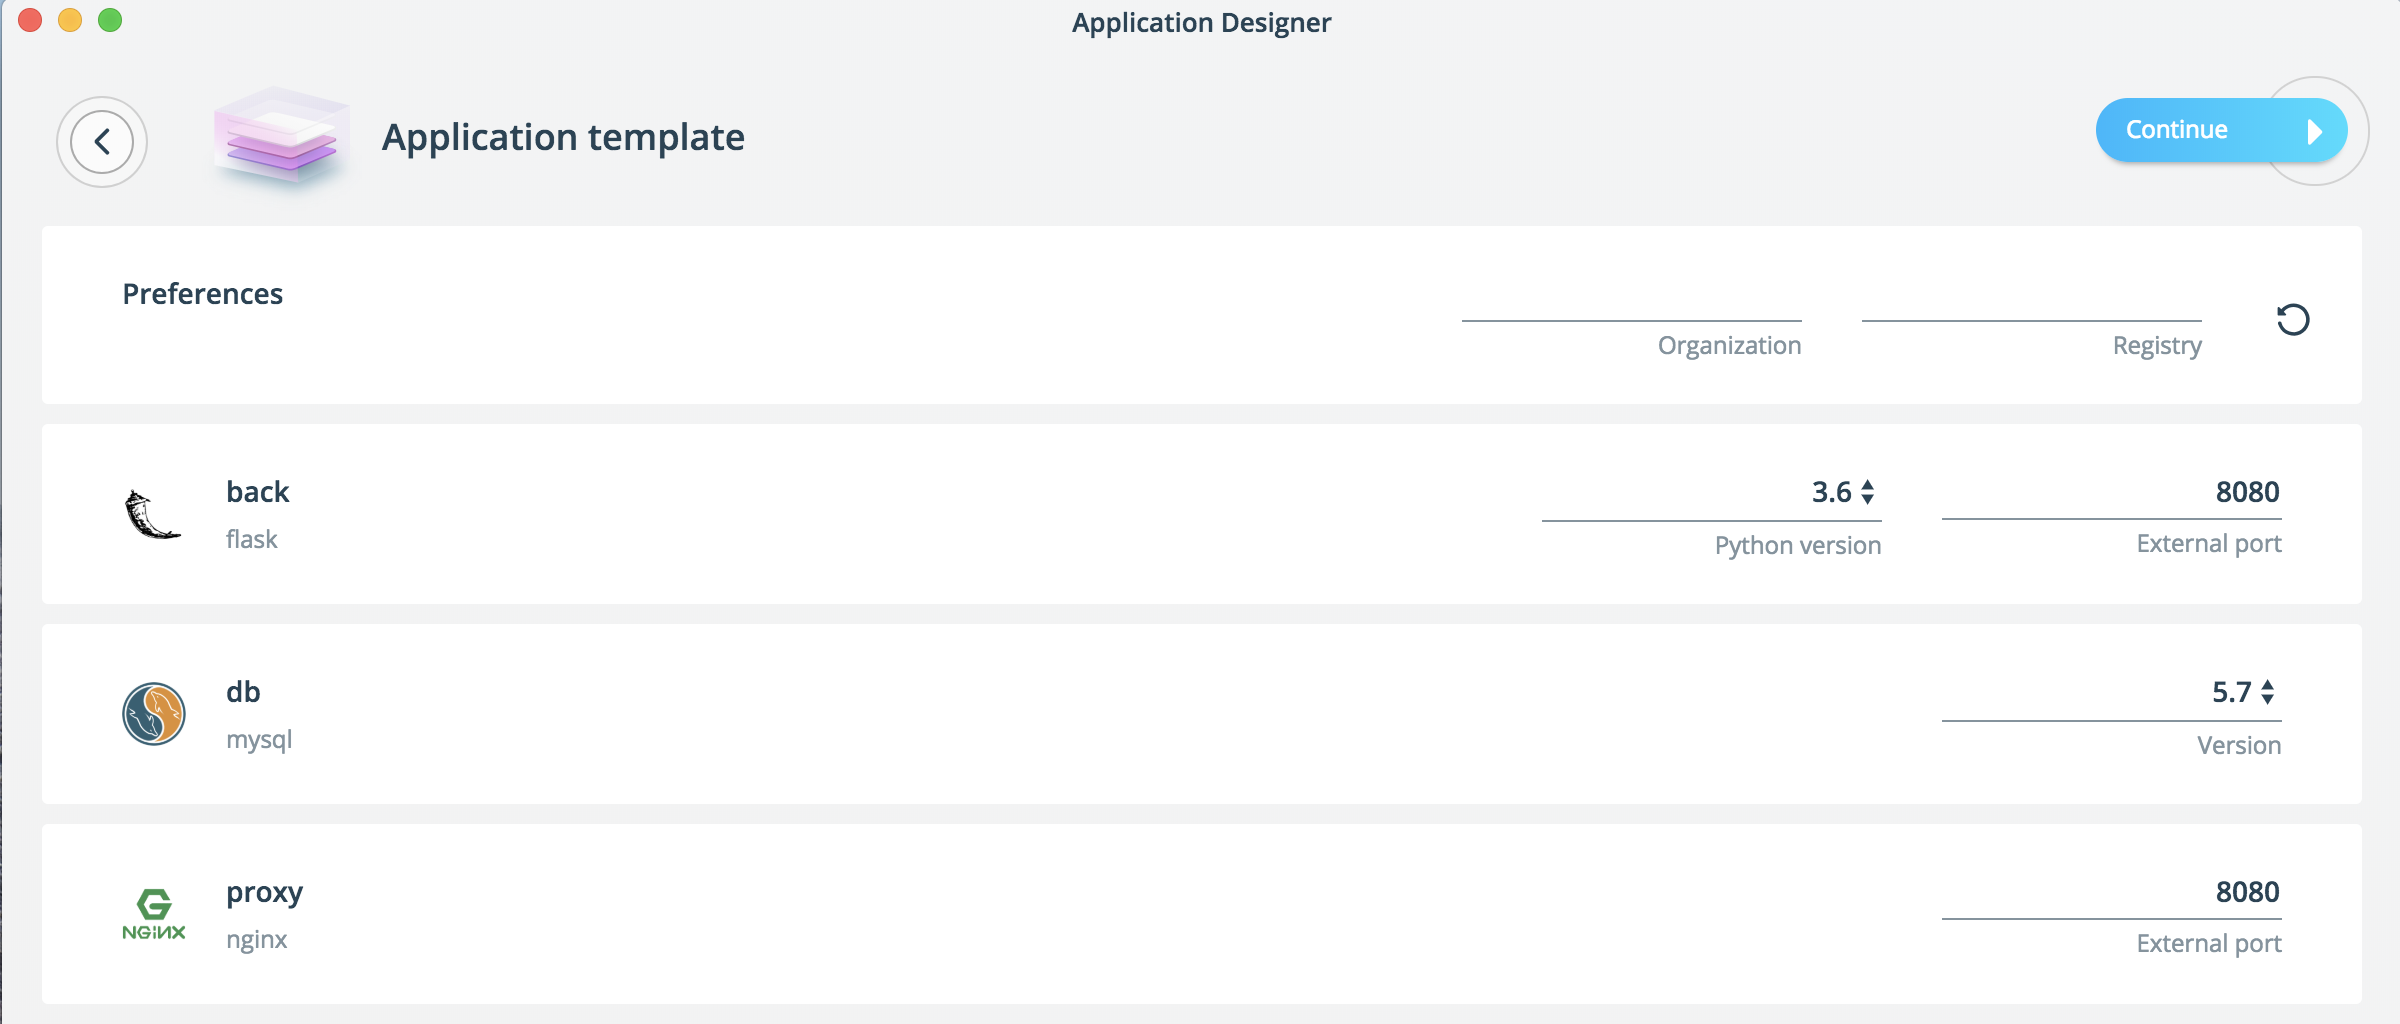 Application Designer
Application template
Continue
Preferences
Organization
Registry
back
flask
3.6
Python version
8080
External port
db
mysql
5.7
Version
NGINX
proxy
nginx
8080
External port